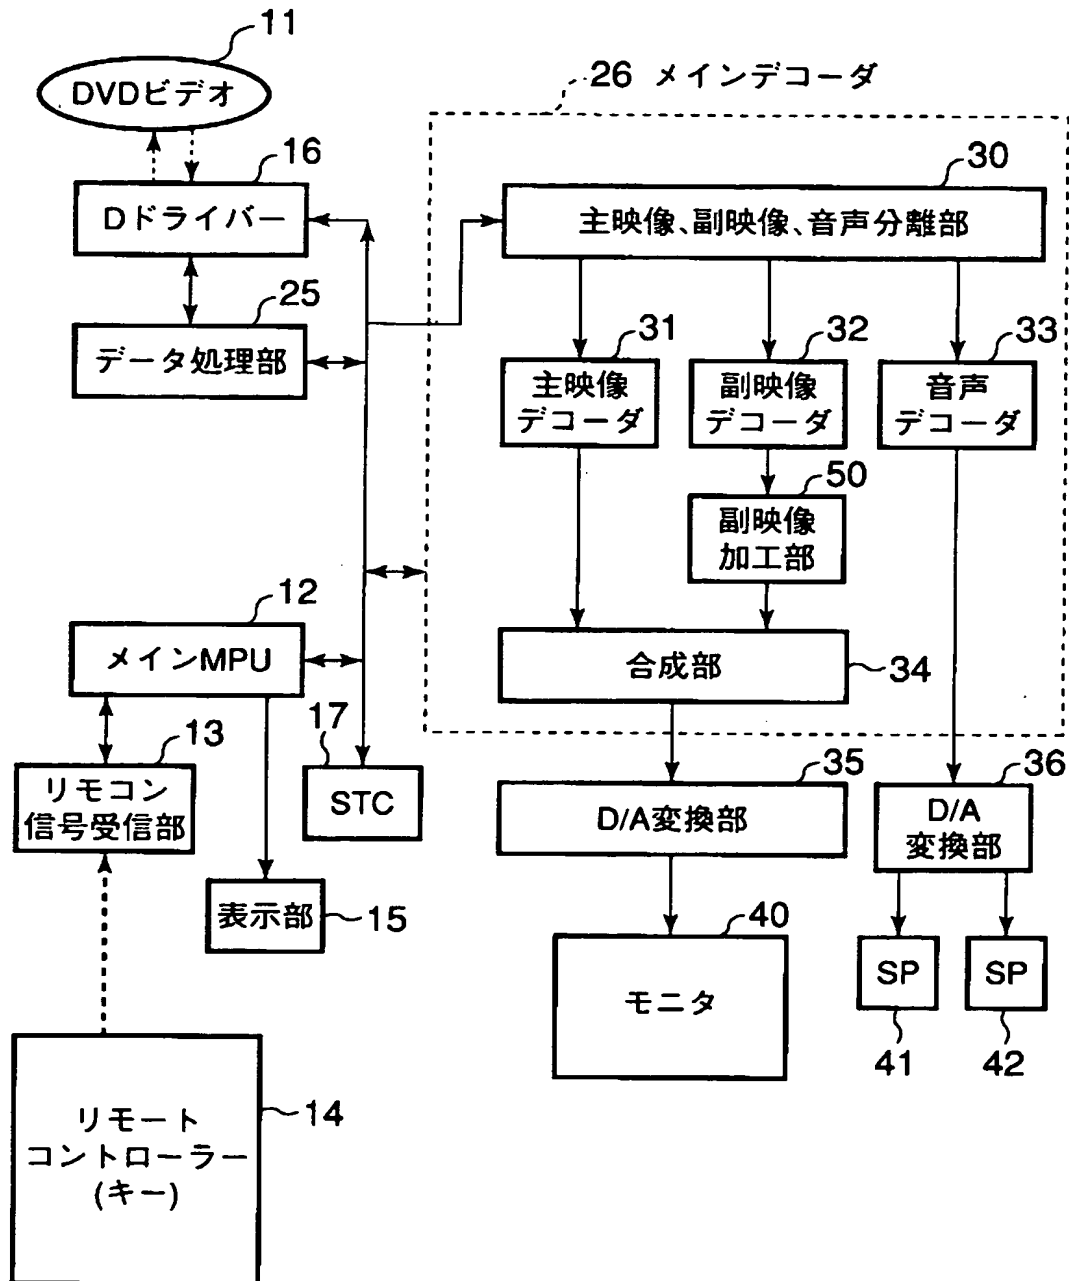 11
DVDビデオ
16
Dドライバー
25
データ処理部
26 メインデコーダ
30
主映像、副映像、音声分離部
31
主映像
デコーダ
32
副映像
デコーダ
33
音声
デコーダ
50
副映像
加工部
12
メインMPU
合成部
34
13
リモコン
信号受信部
17
STC
35
D/A変換部
36
D/A
変換部
表示部
15
40
モニタ
SP
41
SP
42
14
リモート
コントローラー
(キー)